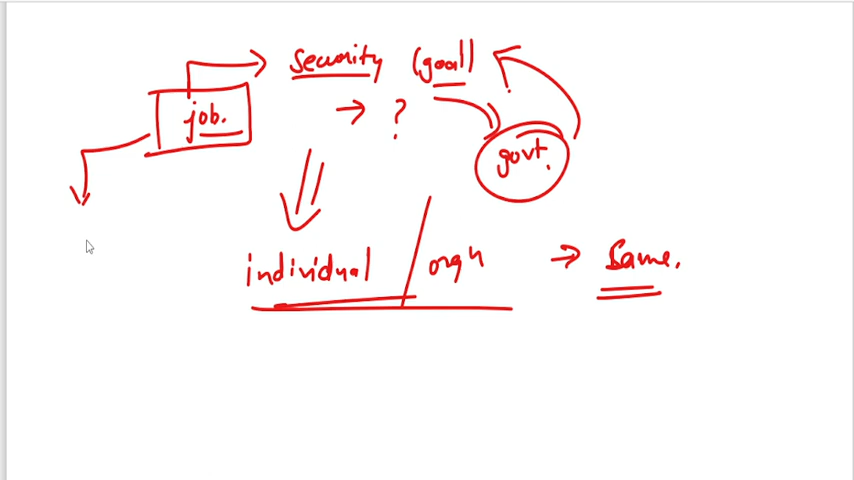 security (goal)
job.
→ ?
govt.
individual / orgn → Same.